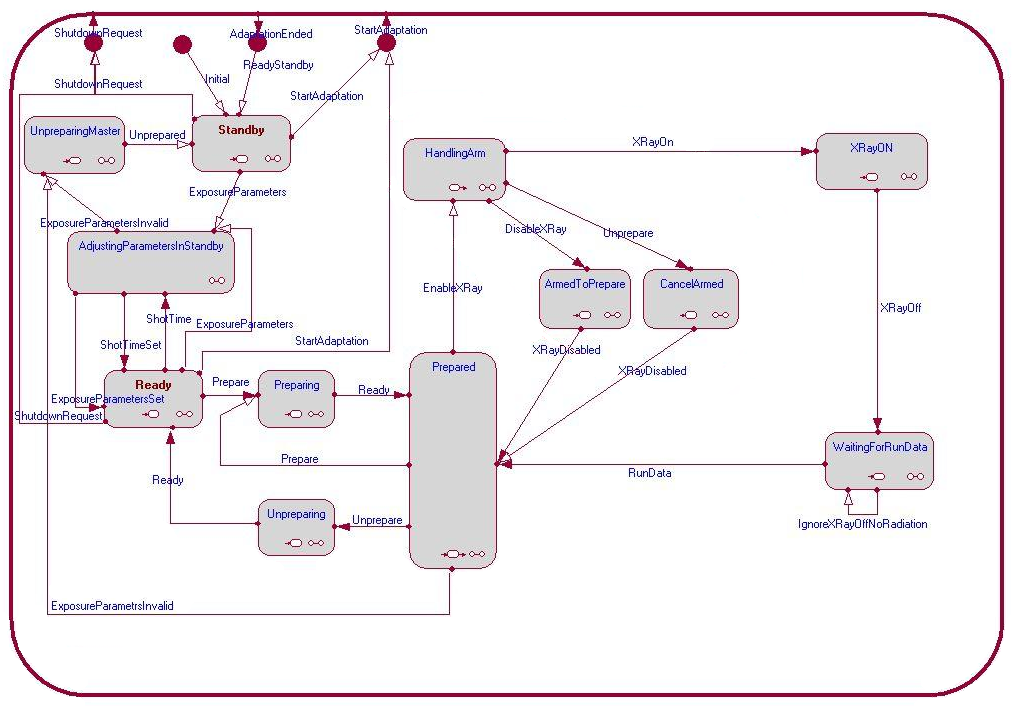 ShutdownRequest
AdaptationEnded
StartAdaptation
ReadyStandby
Initial
ShutdownRequest
StartAdaptation
UnpreparingMaster
Unprepared
Standby
ExposureParameters
HandlingArm
XRayOn
XRayON
ExposureParametersInvalid
AdjustingParametersInStandby
DisableXRay
Unprepare
EnableXRay
ArmedToPrepare
CancelArmed
XRayOff
ShotTime
ExposureParameters
ShotTimeSet
StartAdaptation
XRayDisabled
XRayDisabled
Ready
Prepare
Preparing
Ready
Prepared
ExposureParametersSet
ShutdownRequest
Prepare
WaitingForRunData
RunData
Ready
Unpreparing
Unprepare
IgnoreXRayOffNoRadiation
ExposureParametrsInvalid